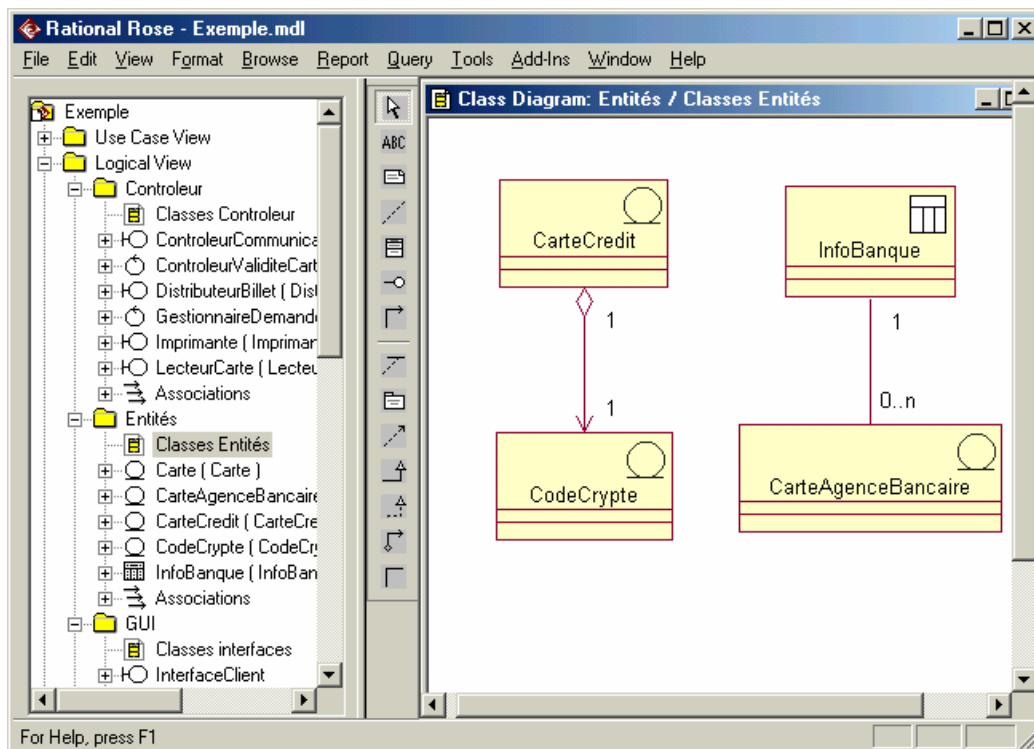 Rational Rose - Exemple.mdl
File Edit View Format Browse Report Query Tools Add-Ins Window Help
Exemple
Use Case View
Logical View
Controleur
Classes Controleur
ControleurCommunica
ControleurValiditeCart
DistributeurBillet ( Dist
GestionnaireDemand
Imprimante ( Impriman
LecteurCarte ( Lecteu
Associations
Entités
Classes Entités
Carte ( Carte )
CarteAgenceBancaire
CarteCredit ( CarteCre
CodeCrypte ( CodeCry
InfoBanque ( InfoBan
Associations
GUI
Classes interfaces
InterfaceClient
ABC
Class Diagram: Entités / Classes Entités
CarteCredit
InfoBanque
1
1
1
0..n
CodeCrypte
CarteAgenceBancaire
For Help, press F1